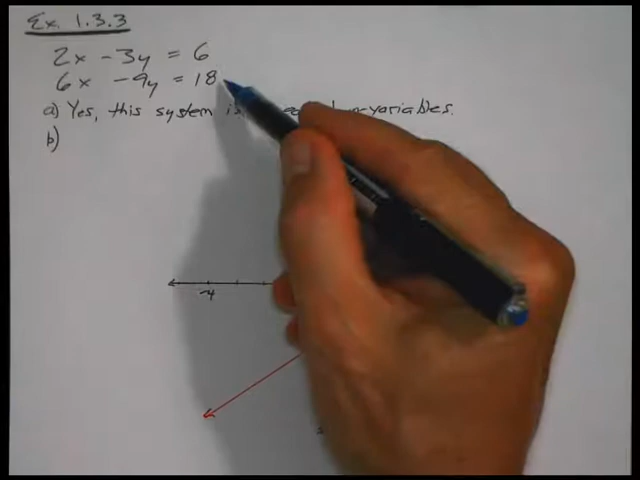 Ex. 1.3.3
2x - 3y = 6
6x - 9y = 18
a) Yes, this system is variables.
b)
-4